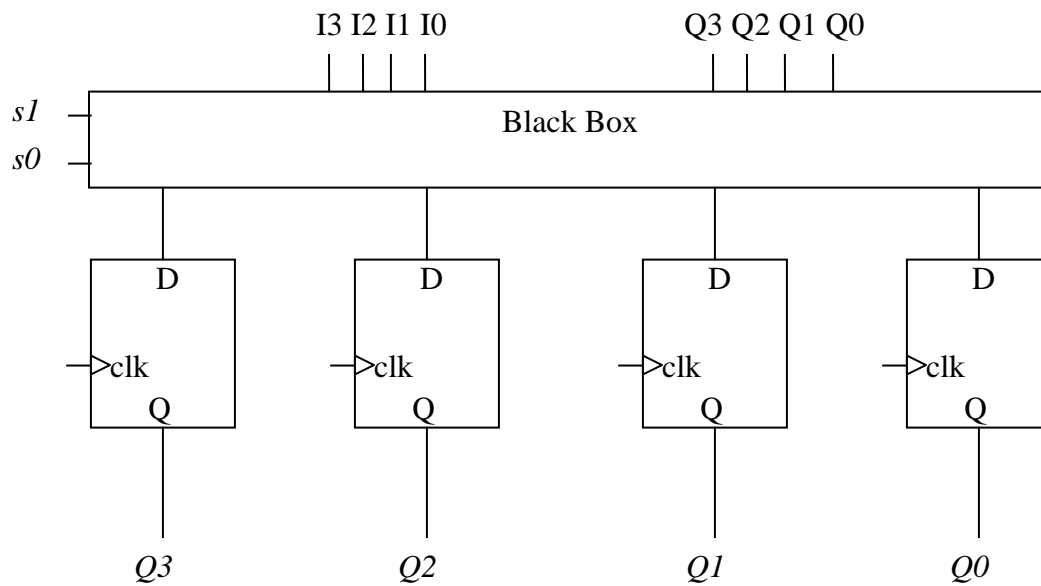 I3 I2 I1 I0 Q3 Q2 Q1 Q0
s1
Black Box
s0
D D D D
clk clk clk clk
Q Q Q Q
Q3 Q2 Q1 Q0